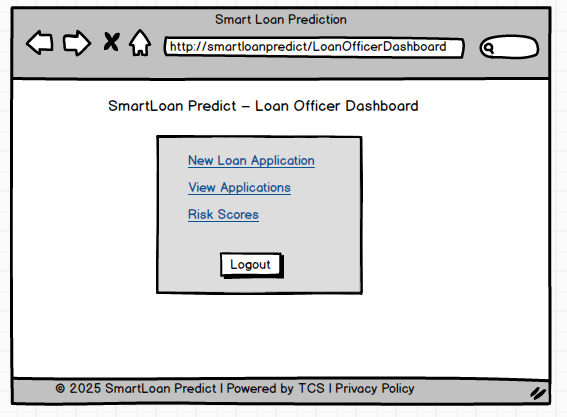 Smart Loan Prediction
http://smartloanpredict/LoanOfficerDashboard
SmartLoan Predict – Loan Officer Dashboard
New Loan Application
View Applications
Risk Scores
Logout
© 2025 SmartLoan Predict | Powered by TCS | Privacy Policy